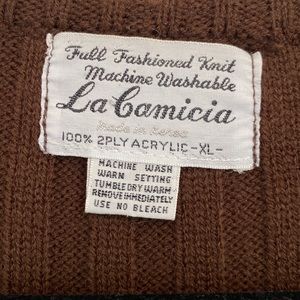 Full Fashioned Knit
Machine Washable
La Camicia
Made in Korea
100% 2PLY ACRYLIC-XL-
MACHINE WASH
WARM SETTING
TUMBLE DRY WARM
REMOVE IMMEDIATELY
USE NO BLEACH